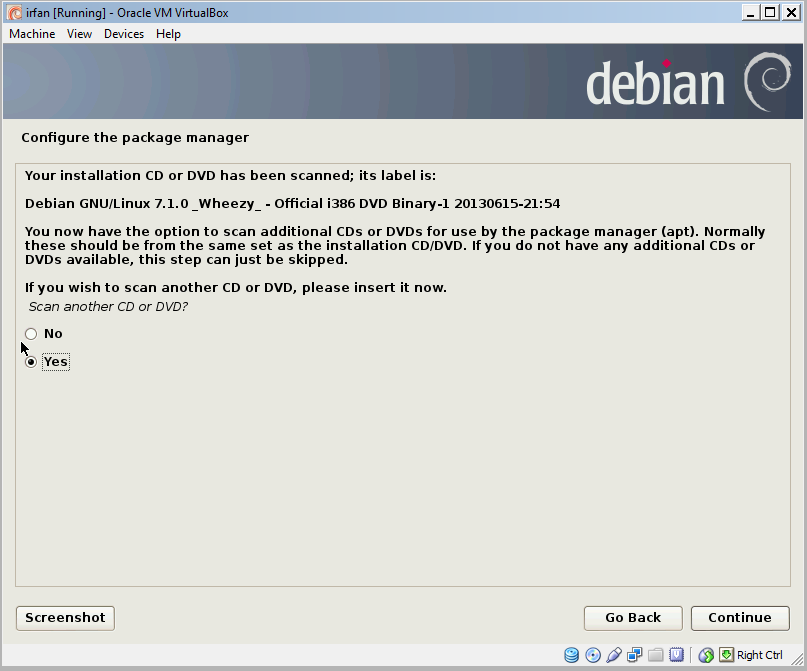 irfan [Running] - Oracle VM VirtualBox
Machine View Devices Help
debian
Configure the package manager
Your installation CD or DVD has been scanned; its label is:
Debian GNU/Linux 7.1.0 _Wheezy_ - Official i386 DVD Binary-1 20130615-21:54
You now have the option to scan additional CDs or DVDs for use by the package manager (apt). Normally
these should be from the same set as the installation CD/DVD. If you do not have any additional CDs or
DVDs available, this step can just be skipped.
If you wish to scan another CD or DVD, please insert it now.
Scan another CD or DVD?
No
Yes
Screenshot Go Back Continue
Right Ctrl